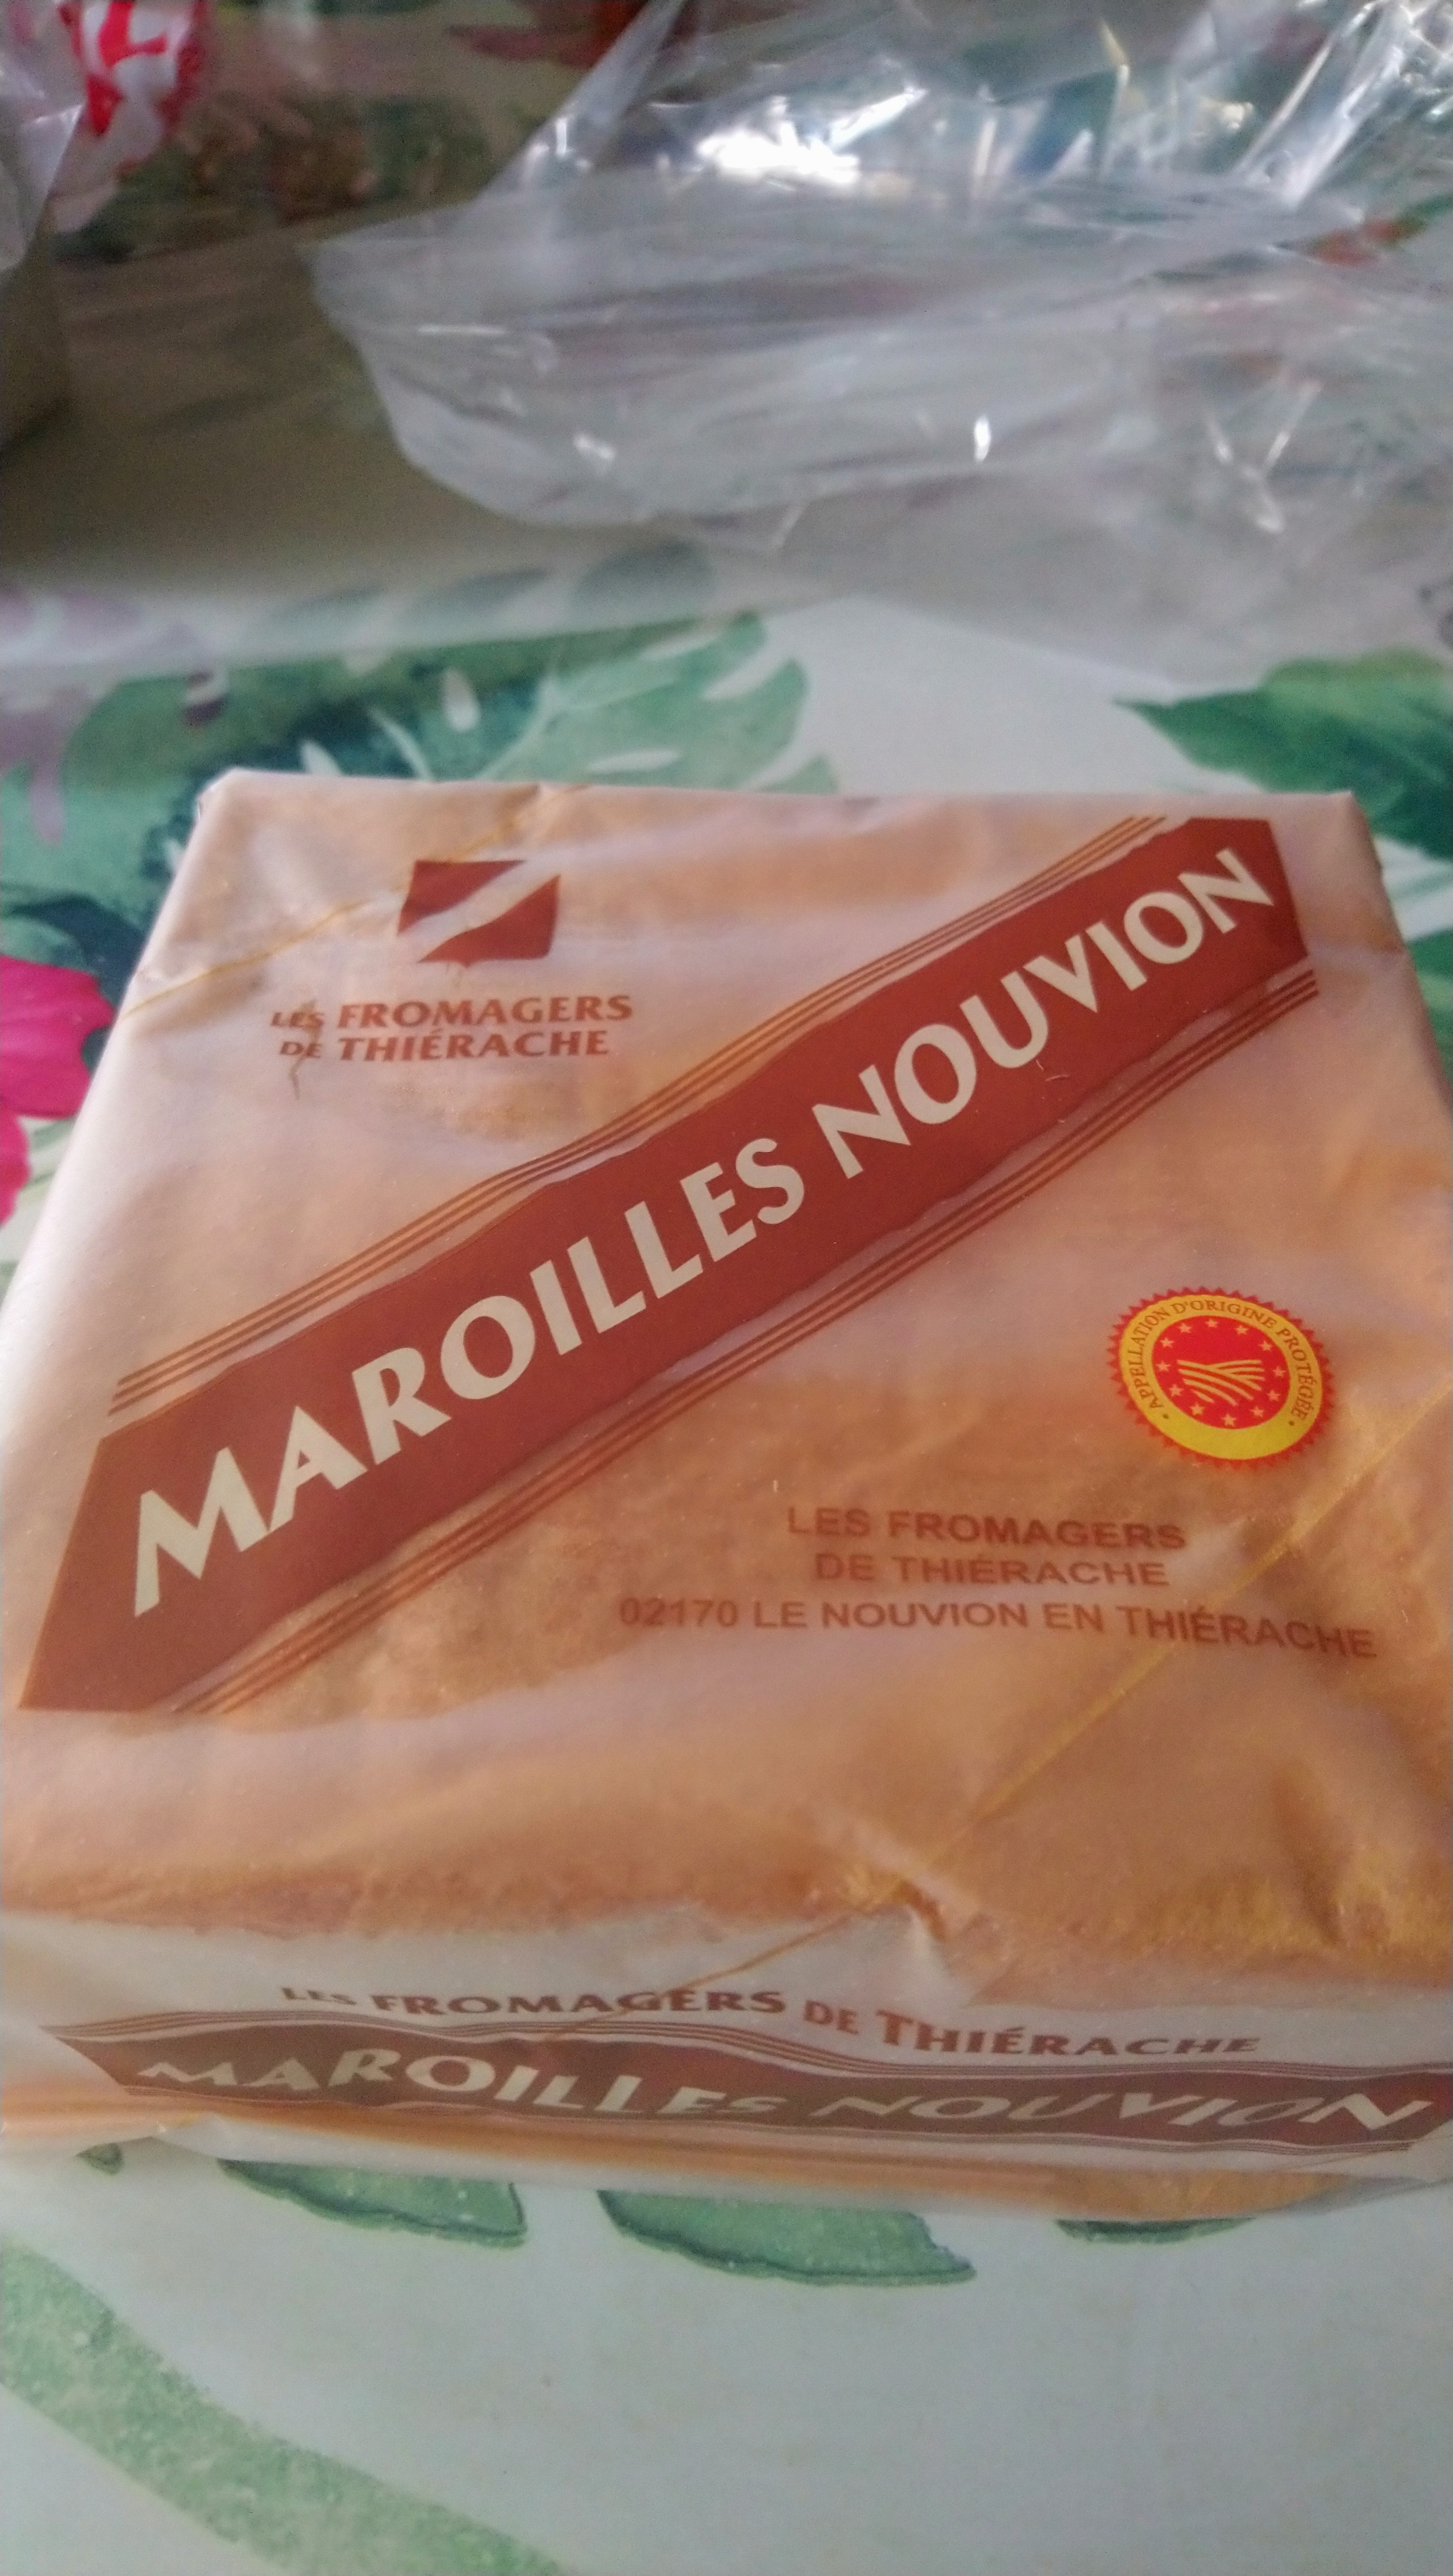 LES FROMAGERS
DE THIÉRACHE
MAROILLES NOUVION
APPELLATION D'ORIGINE PROTÉGÉE
LES FROMAGERS
DE THIÉRACHE
02170 LE NOUVION EN THIÉRACHE
LES FROMAGERS DE THIÉRACHE
MAROILLES NOUVION